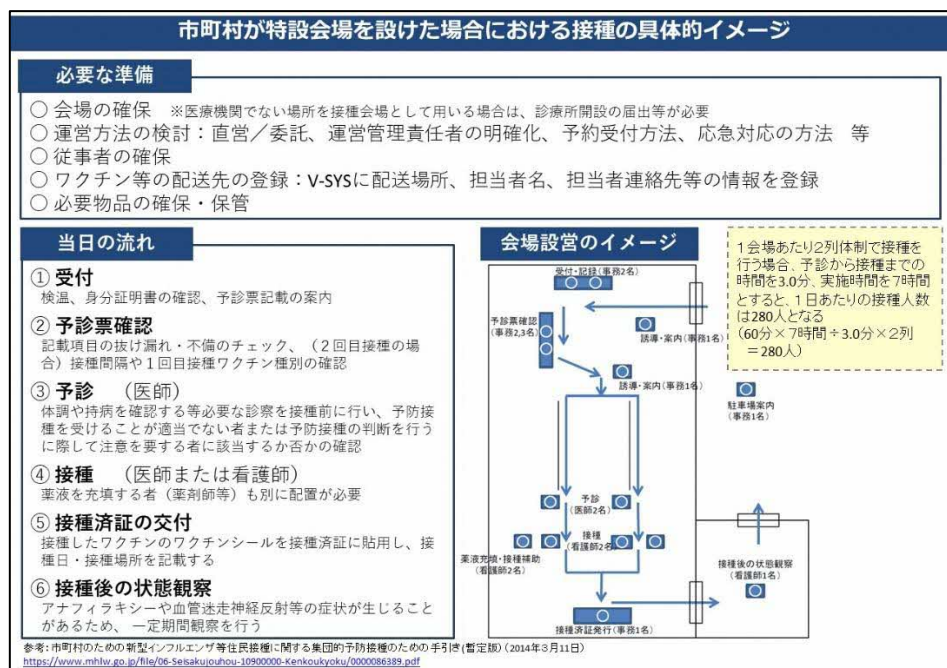 市町村が特設会場を設けた場合における接種の具体的イメージ
必要な準備
○ 会場の確保 ※医療機関でない場所を接種会場として用いる場合は、診療所開設の届出等が必要
○ 運営方法の検討：直営／委託、運営管理責任者の明確化、予約受付方法、応急対応の方法 等
○ 従事者の確保
○ ワクチン等の配送先の登録：V-SYSに配送場所、担当者名、担当者連絡先等の情報を登録
○ 必要物品の確保・保管
当日の流れ
① 受付
検温、身分証明書の確認、予診票記載の案内
② 予診票確認
記載項目の抜け漏れ・不備のチェック、（２回目接種の場
合）接種間隔や１回目接種ワクチン種別の確認
③ 予診 （医師）
体調や持病を確認する等必要な診察を接種前に行い、予防接
種を受けることが適当でない者または予防接種の判断を行う
に際して注意を要する者に該当するか否かの確認
④ 接種 （医師または看護師）
薬液を充填する者（薬剤師等）も別に配置が必要
⑤ 接種済証の交付
接種したワクチンのワクチンシールを接種済証に貼用し、接
種日・接種場所を記載する
⑥ 接種後の状態観察
アナフィラキシーや血管迷走神経反射等の症状が生じること
があるため、 一定期間観察を行う
会場設営のイメージ
受付・記録(事務2名)
予診票確認
(事務2,3名)
誘導・案内(事務1名)
誘導・案内(事務1名)
駐車場案内
(事務1名)
予診
(医師2名)
接種
(看護師2名)
薬液充填・接種補助
(看護師2名)
接種後の状態観察
(看護師1名)
接種済証発行(事務1名)
１会場あたり２列体制で接種を
行う場合、予診から接種までの
時間を3.0分、実施時間を７時間
とすると、１日あたりの接種人数
は280人となる
（60分×７時間÷3.0分×２列
＝280人）
参考：市町村のための新型インフルエンザ等住民接種に関する集団的予防接種のための手引き(暫定版)（2014年３月11日）
https://www.mhlw.go.jp/file/06-Seisakujouhou-10900000-Kenkoukyoku/0000086389.pdf